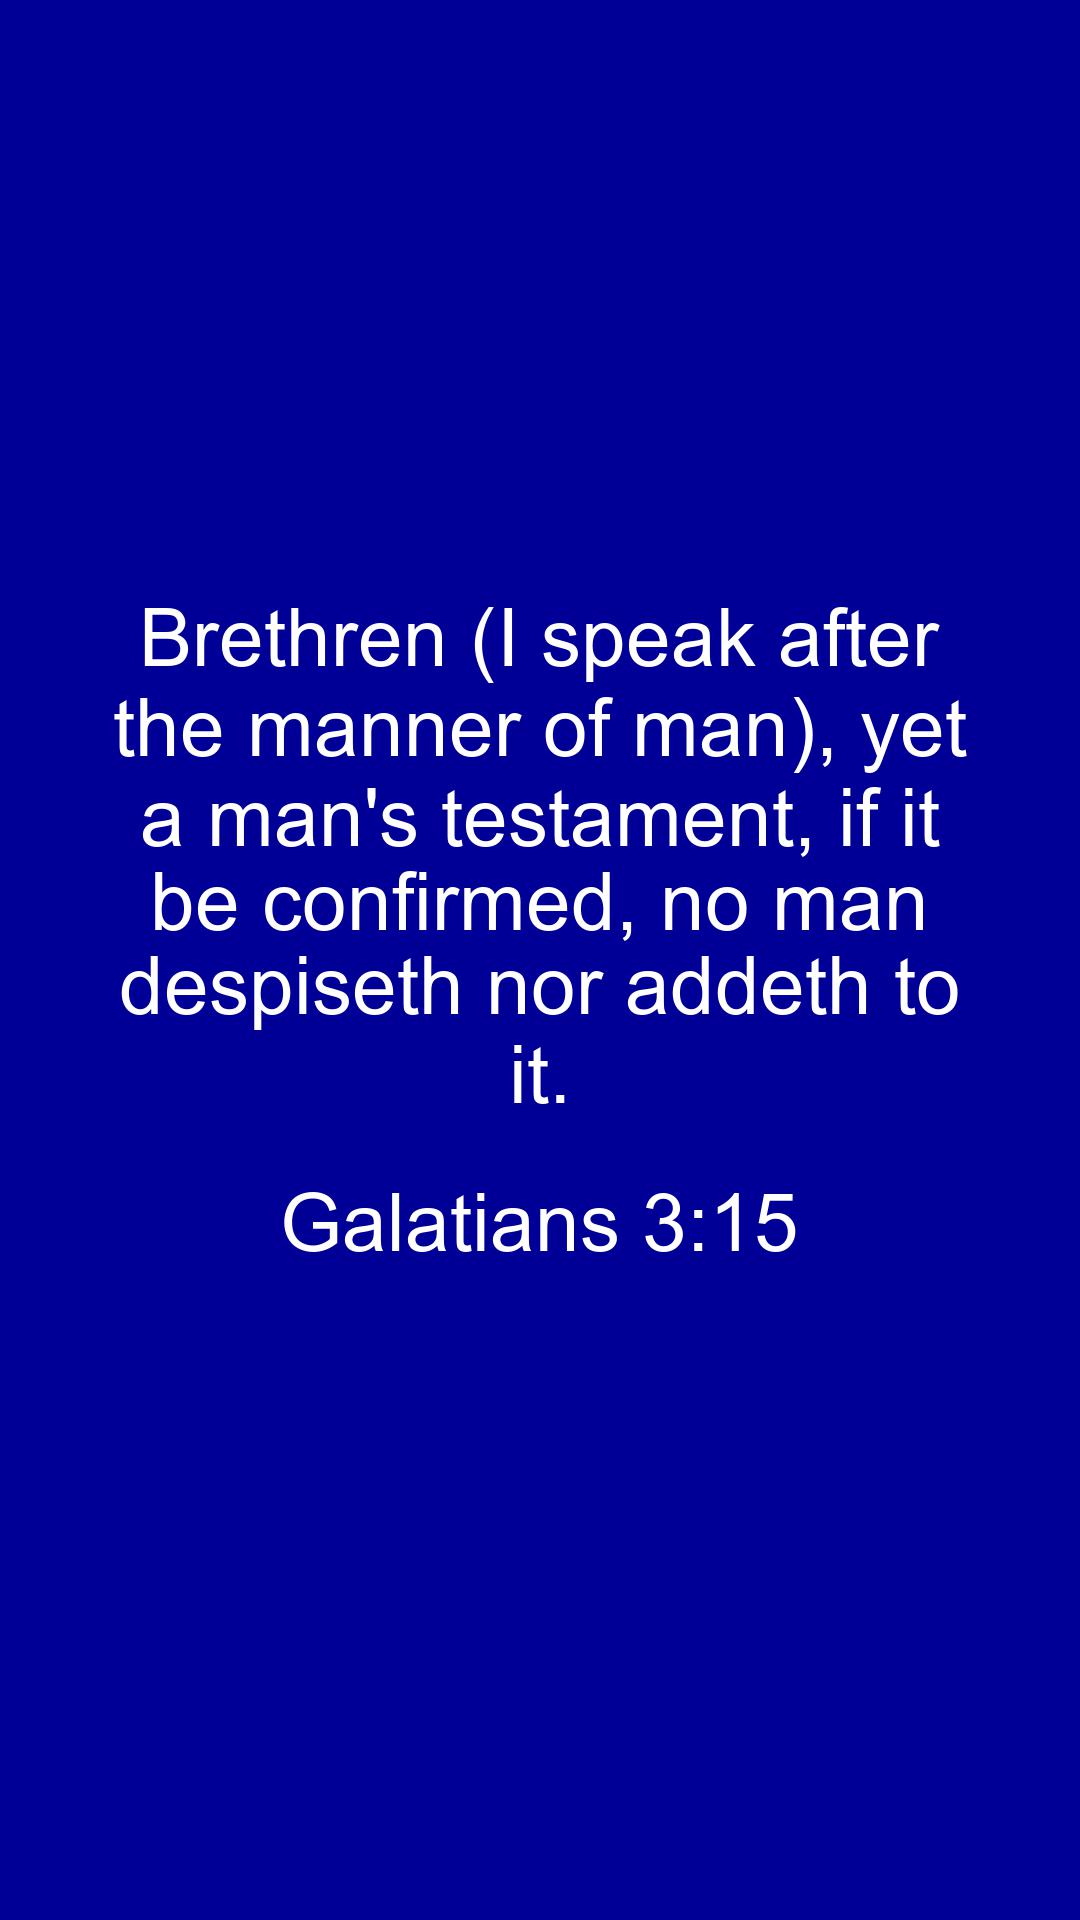 Brethren (I speak after
the manner of man), yet
a man's testament, if it
be confirmed, no man
despiseth nor addeth to
it.
Galatians 3:15